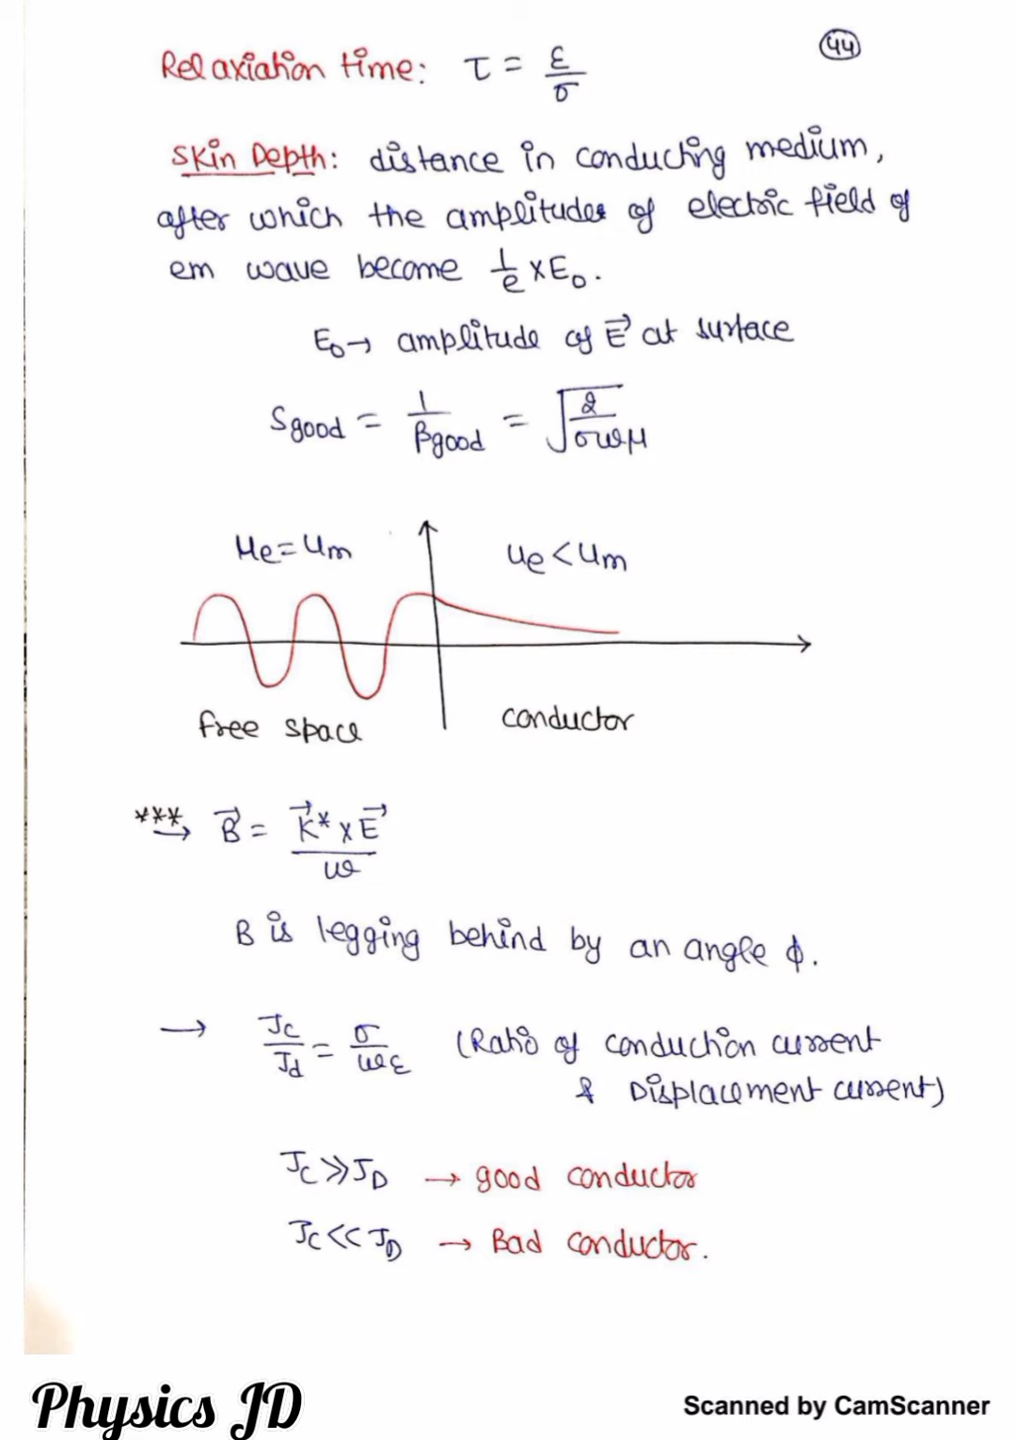 44
Relaxiation time: τ = ε/σ
Skin Depth: distance in conducting medium,
after which the amplitudes of electric field of
em wave become 1/e × E₀.
E₀ → amplitude of E⃗ at surface
S_good = 1/β_good = √(2/σωμ)
μe = um ue < um
free space conductor
*** → B⃗ = K⃗* × E⃗ / ω
B is legging behind by an angle φ.
→ Jc/Jd = σ/ωε (Ratio of conduction current
& Displacement current)
Jc >> JD → good conductor
Jc << JD → Bad conductor.
Physics JD
Scanned by CamScanner